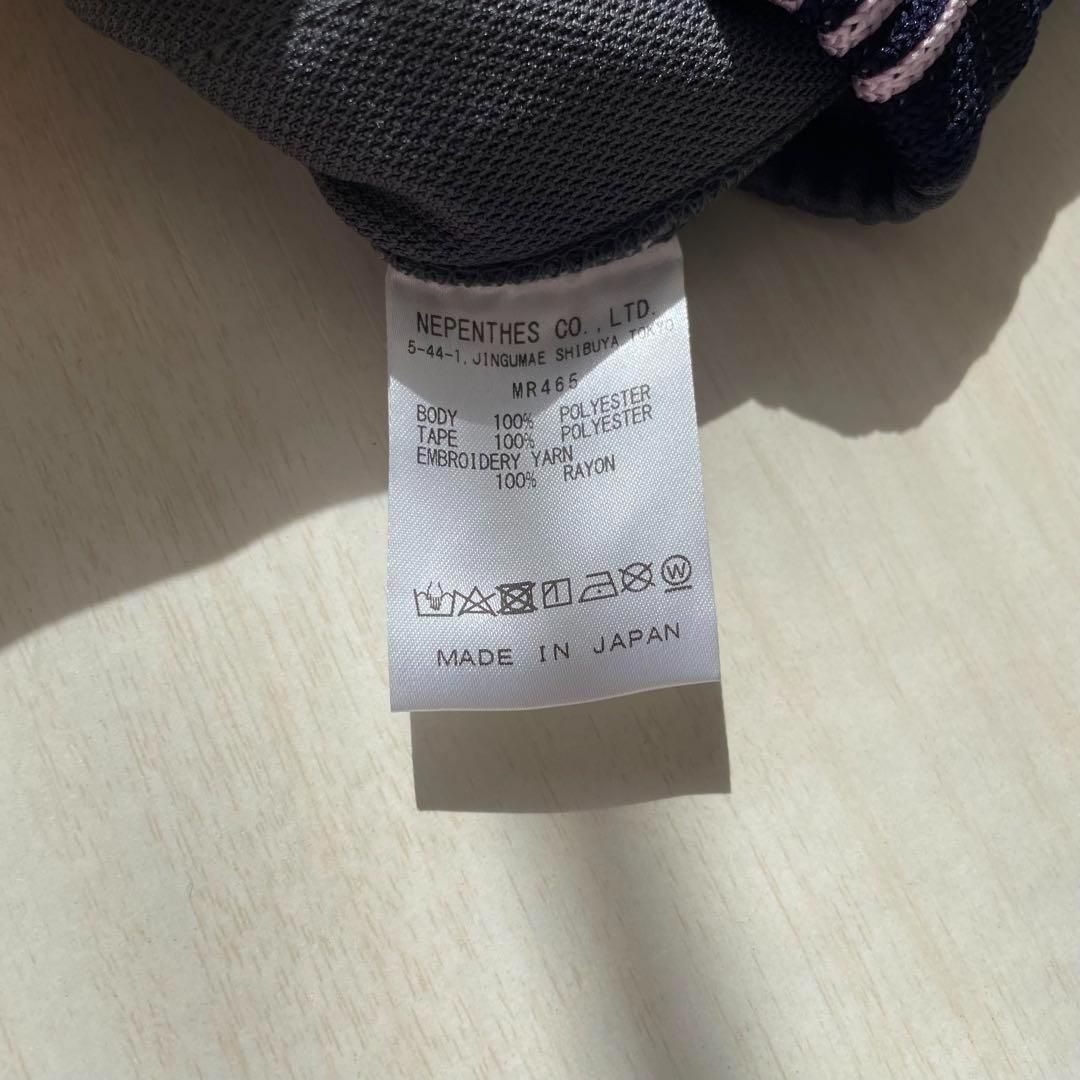 NEPENTHES CO.,LTD.
5-44-1, JINGUMAE SHIBUYA TOKYO
MR465
BODY 100% POLYESTER
TAPE 100% POLYESTER
EMBROIDERY YARN
100% RAYON
W
MADE IN JAPAN